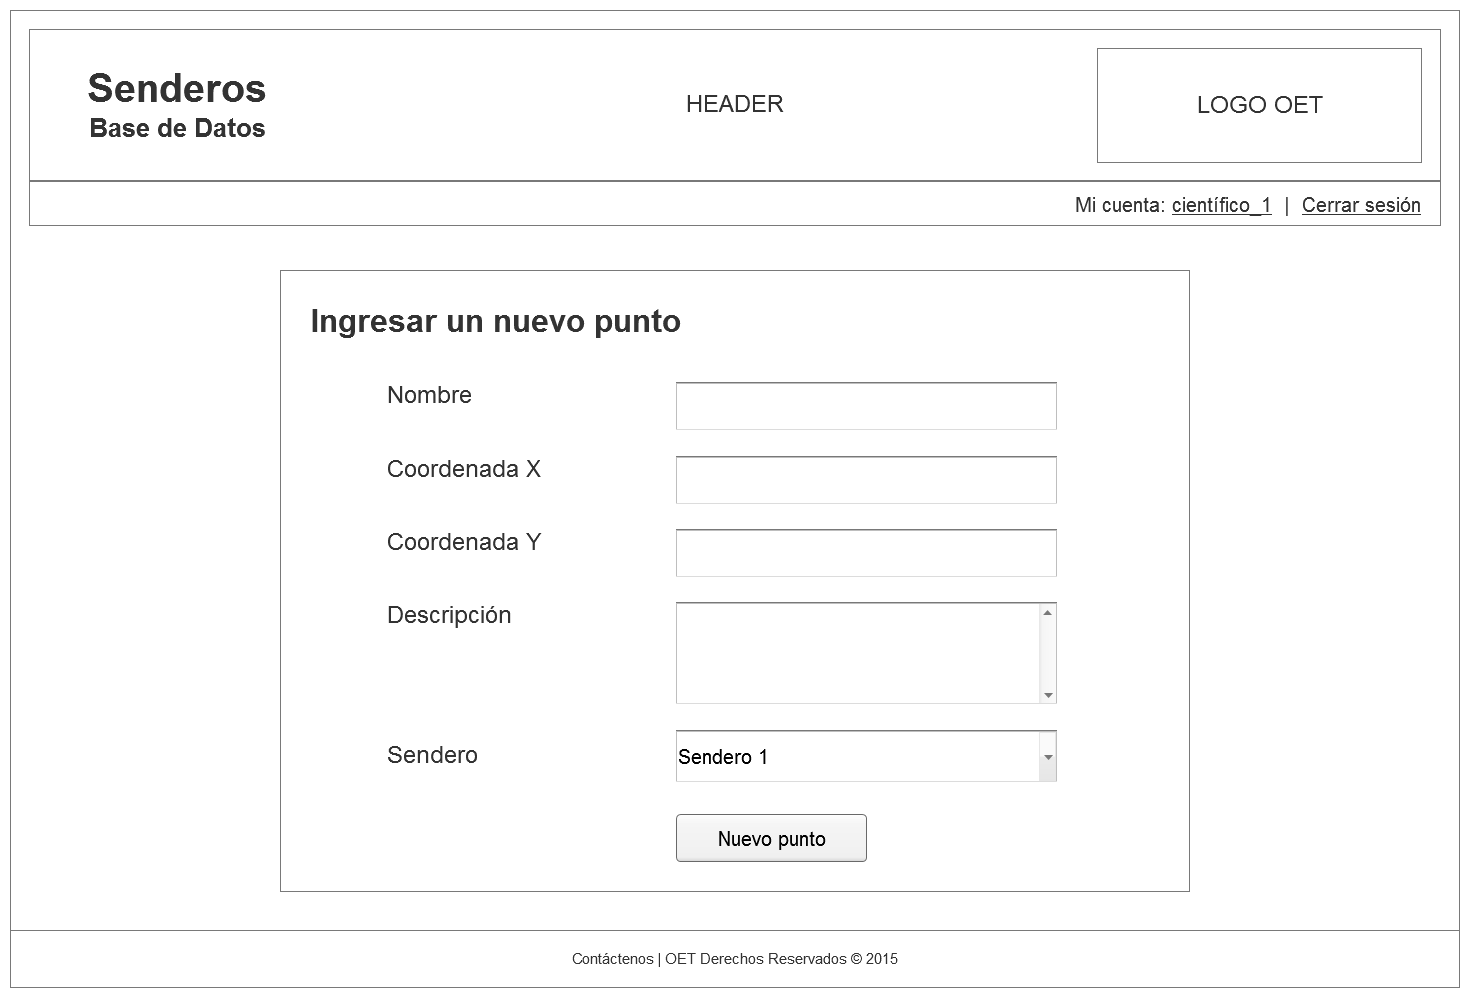 Senderos
Base de Datos
HEADER
LOGO OET
Mi cuenta: científico_1 | Cerrar sesión
Ingresar un nuevo punto
Nombre
Coordenada X
Coordenada Y
Descripción
Sendero
Sendero 1
Nuevo punto
Contáctenos | OET Derechos Reservados © 2015